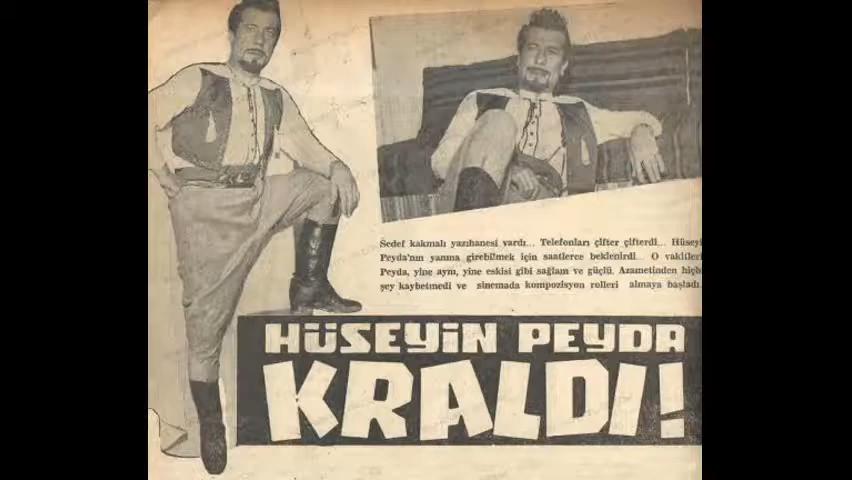 Sedef kakmalı yazıhanesi vardı... Telefonları çifter çifterdi... Hüseyi
Peyda'nın yanına girebilmek için saatlerce beklenirdi... O vakitler
Peyda, yine aynı, yine eskisi gibi sağlam ve güçlü. Azametinden hiçb
şey kaybetmedi ve sinemada kompozisyon rolleri almaya başladı.
HÜSEYİN PEYDA
KRALDI!